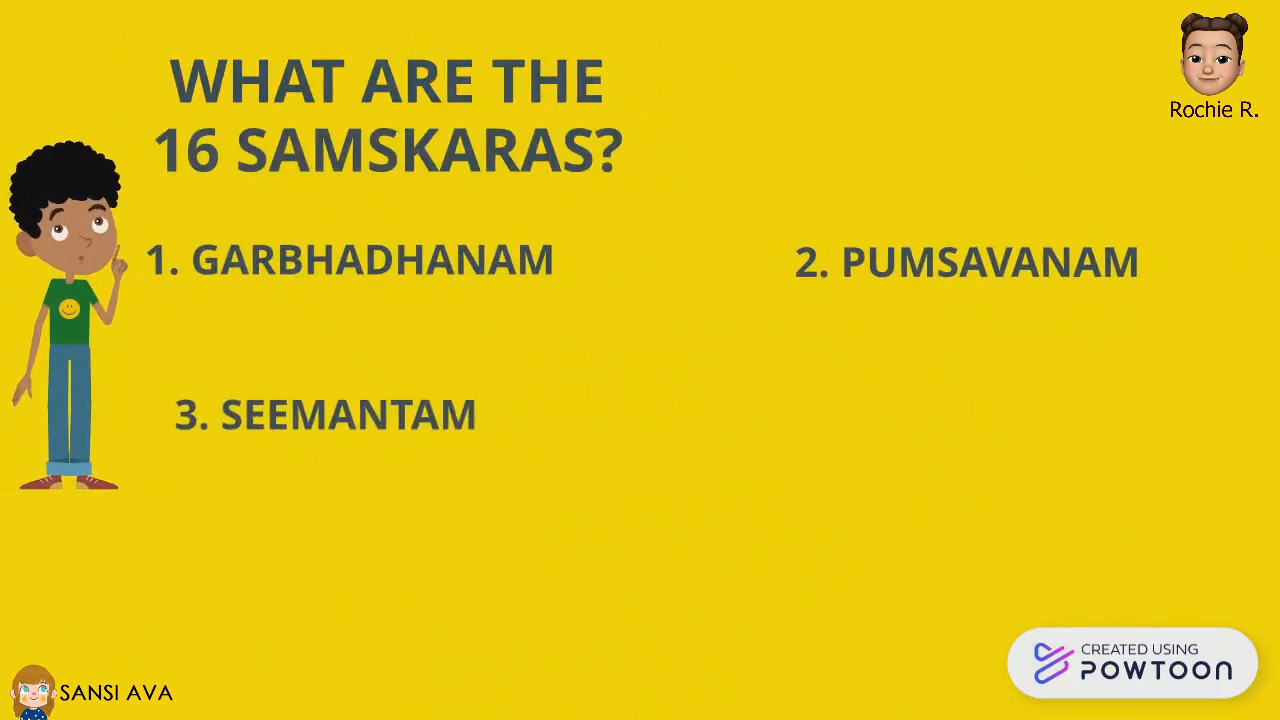 WHAT ARE THE
16 SAMSKARAS?
Rochie R.
1. GARBHADHANAM
2. PUMSAVANAM
3. SEEMANTAM
SANSI AVA
CREATED USING
POWTOON